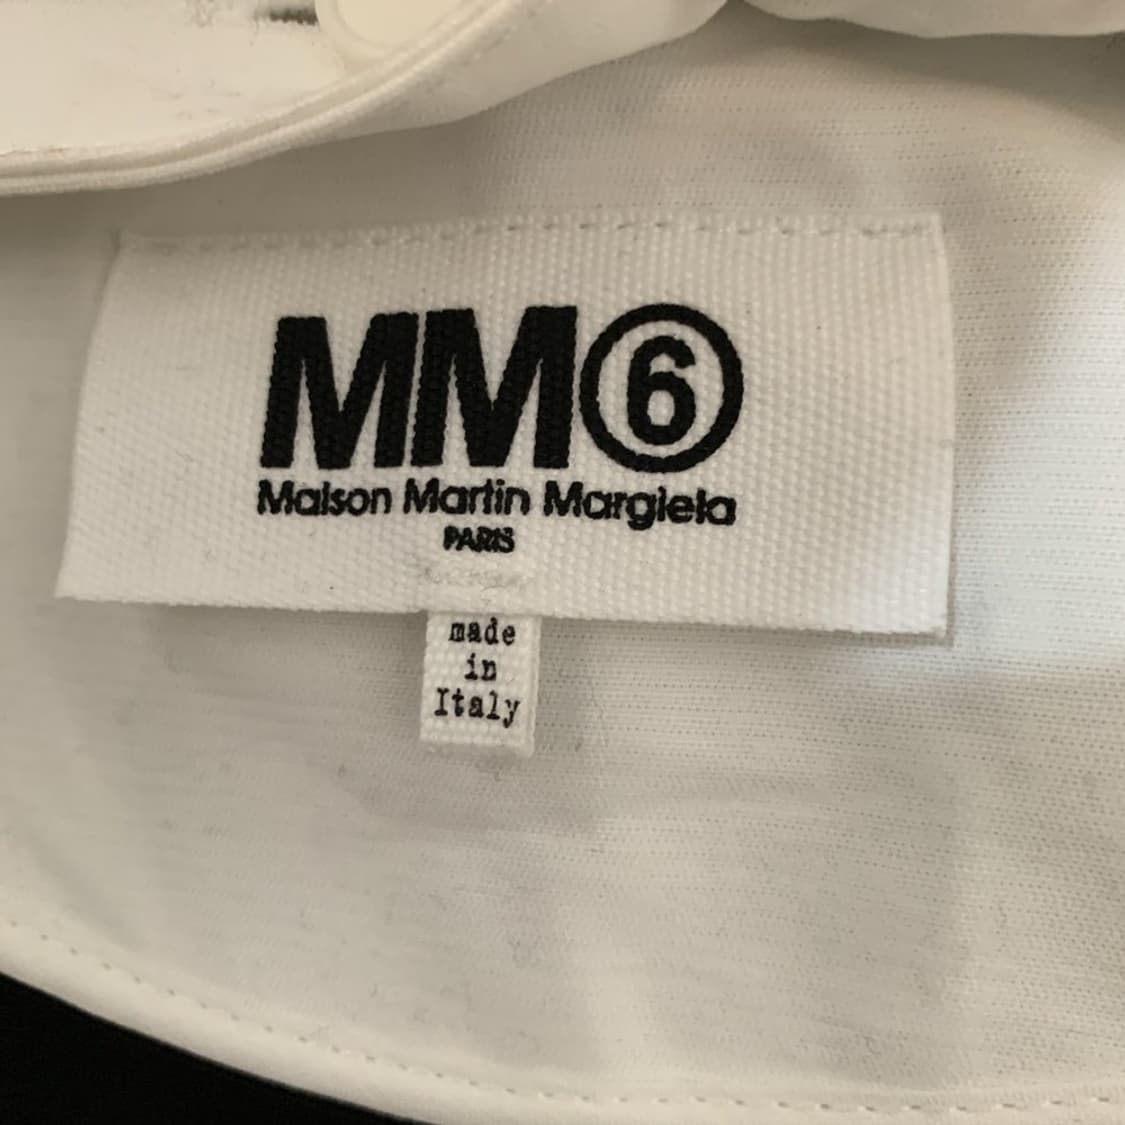 MM⑥
Maison Martin Margiela
PARIS
made
in
Italy